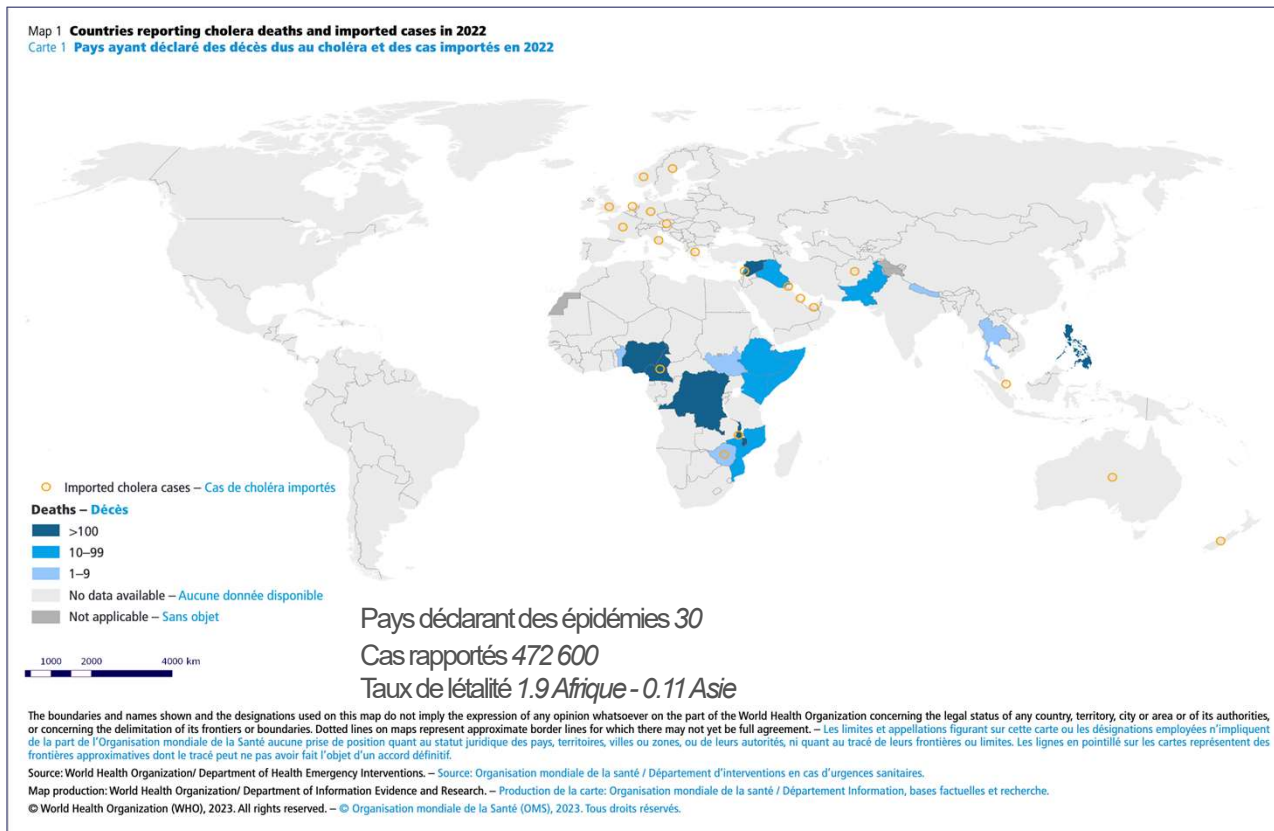 Map 1 Countries reporting cholera deaths and imported cases in 2022
Carte 1 Pays ayant déclaré des décès dus au choléra et des cas importés en 2022
Imported cholera cases – Cas de choléra importés
Deaths – Décès
>100
10–99
1–9
No data available – Aucune donnée disponible
Not applicable – Sans objet
Pays déclarant des épidémies 30
Cas rapportés 472 600
Taux de létalité 1.9 Afrique - 0.11 Asie
1000 2000 4000 km
The boundaries and names shown and the designations used on this map do not imply the expression of any opinion whatsoever on the part of the World Health Organization concerning the legal status of any country, territory, city or area or of its authorities,
or concerning the delimitation of its frontiers or boundaries. Dotted lines on maps represent approximate border lines for which there may not yet be full agreement. – Les limites et appellations figurant sur cette carte ou les désignations employées n'impliquent
de la part de l'Organisation mondiale de la Santé aucune prise de position quant au statut juridique des pays, territoires, villes ou zones, ou de leurs autorités, ni quant au tracé de leurs frontières ou limites. Les lignes en pointillé sur les cartes représentent des
frontières approximatives dont le tracé peut ne pas avoir fait l'objet d'un accord définitif.
Source: World Health Organization/ Department of Health Emergency Interventions. – Source: Organisation mondiale de la santé / Département d'interventions en cas d'urgences sanitaires.
Map production: World Health Organization/ Department of Information Evidence and Research. – Production de la carte: Organisation mondiale de la santé / Département Information, bases factuelles et recherche.
© World Health Organization (WHO), 2023. All rights reserved. – © Organisation mondiale de la Santé (OMS), 2023. Tous droits réservés.